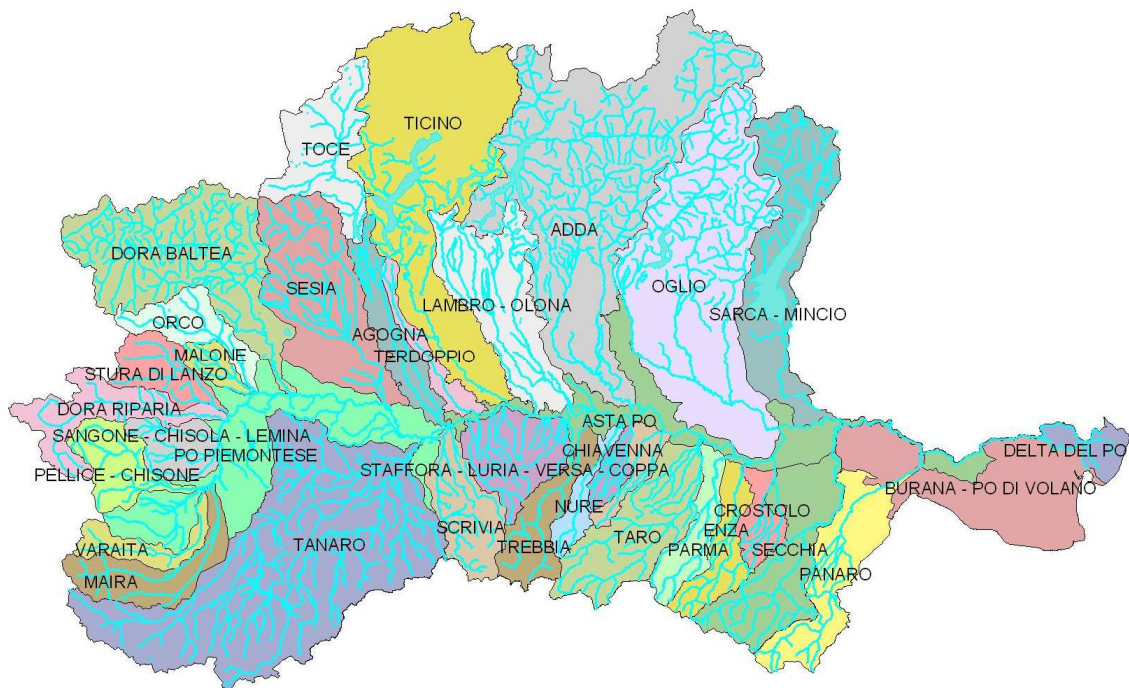 TICINO
TOCE
ADDA
DORA BALTEA
SESIA
OGLIO
LAMBRO - OLONA
SARCA - MINCIO
ORCO
AGOGNA
MALONE
TERDOPPIO
STURA DI LANZO
DORA RIPARIA
ASTA PO
SANGONE - CHISOLA - LEMINA
CHIAVENNA
DELTA DEL PO
PO PIEMONTESE
STAFFORA - LURIA - VERSA - COPPA
PELLICE - CHISONE
BURANA - PO DI VOLANO
NURE
CROSTOLO
SCRIVIA
ENZA
TANARO
TREBBIA
TARO
PARMA
SECCHIA
VARAITA
PANARO
MAIRA